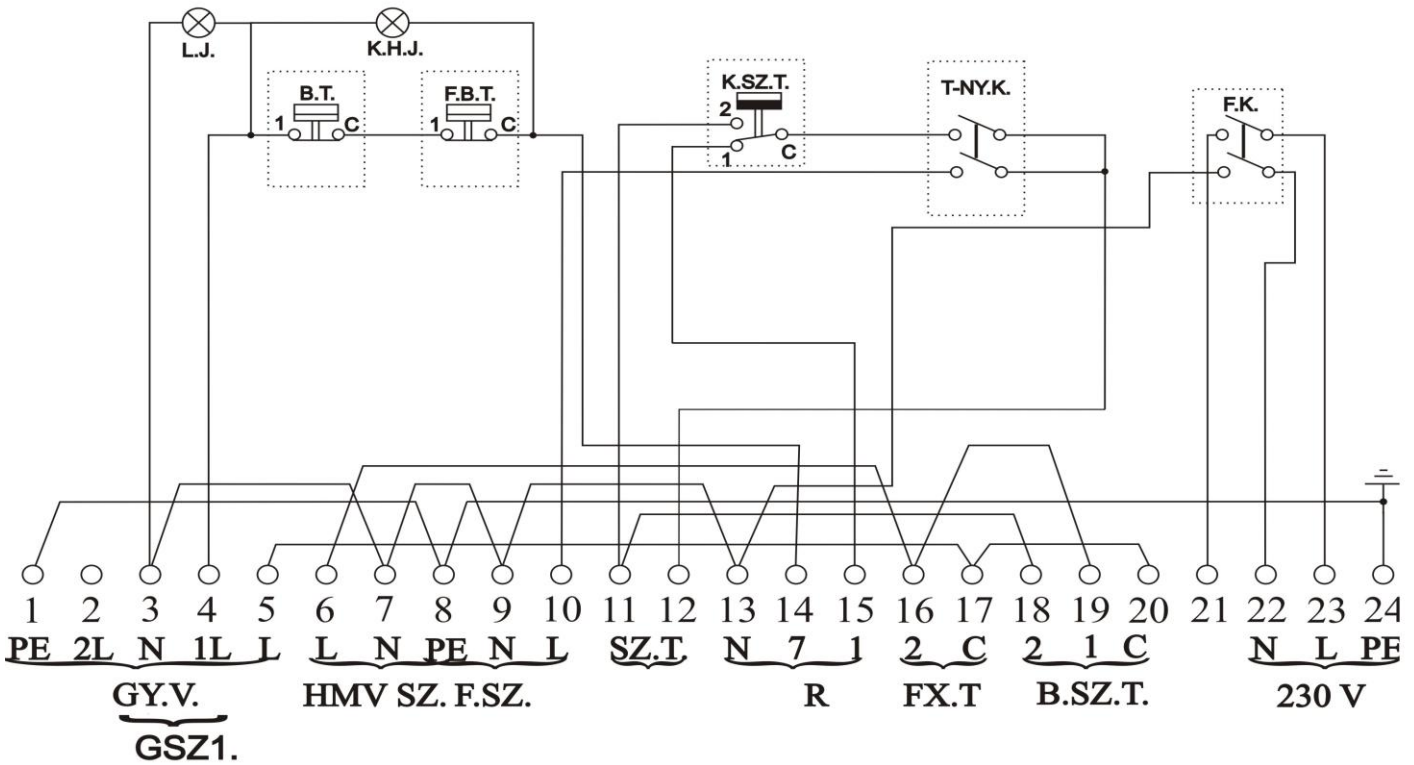 L.J. K.H.J.
B.T. F.B.T. K.SZ.T. T-NY.K. F.K.
2
1 C 1 C 1 C
1 2 3 4 5 6 7 8 9 10 11 12 13 14 15 16 17 18 19 20 21 22 23 24
PE 2L N 1L L L N PE N L SZ.T. N 7 1 2 C 2 1 C N L PE
GY.V. HMV SZ. F.SZ. R FX.T B.SZ.T. 230 V
GSZ1.